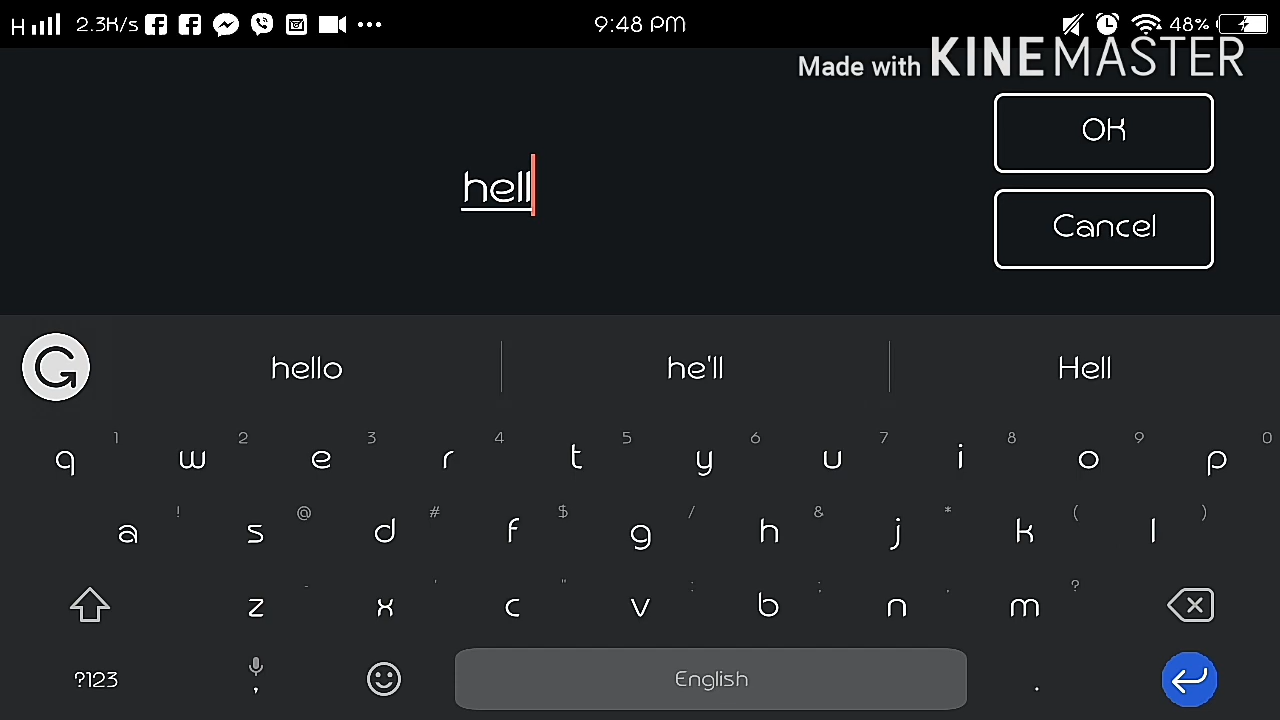 H 2.3K/s 9:48 PM 48%
Made with KINEMASTER
OK
hell
Cancel
hello he'll Hell
1 2 3 4 5 6 7 8 9 0
q w e r t y u i o p
! @ # $ / & * ( )
a s d f g h j k l
- ' " : ; , ?
z x c v b n m
?123 , English .